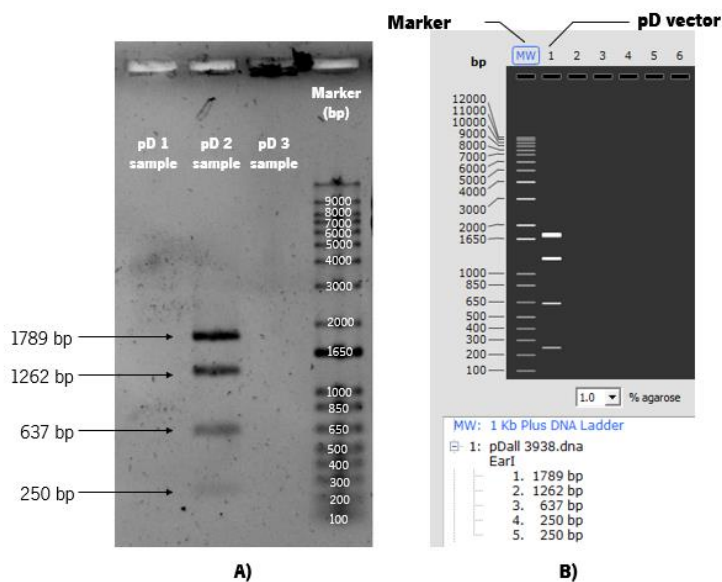 Marker
(bp)
pD 1
sample
pD 2
sample
pD 3
sample
9000
8000
7000
6000
5000
4000
3000
2000
1650
1000
850
650
500
400
300
200
100
1789 bp
1262 bp
637 bp
250 bp
A)
Marker
pD vector
bp
MW 1 2 3 4 5 6
12000
11000
10000
9000
8000
7000
6000
5000
4000
3000
2000
1650
1000
850
650
500
400
300
200
100
1.0 % agarose
MW: 1 Kb Plus DNA Ladder
1: pDall 3938.dna
EarI
1. 1789 bp
2. 1262 bp
3. 637 bp
4. 250 bp
5. 250 bp
B)